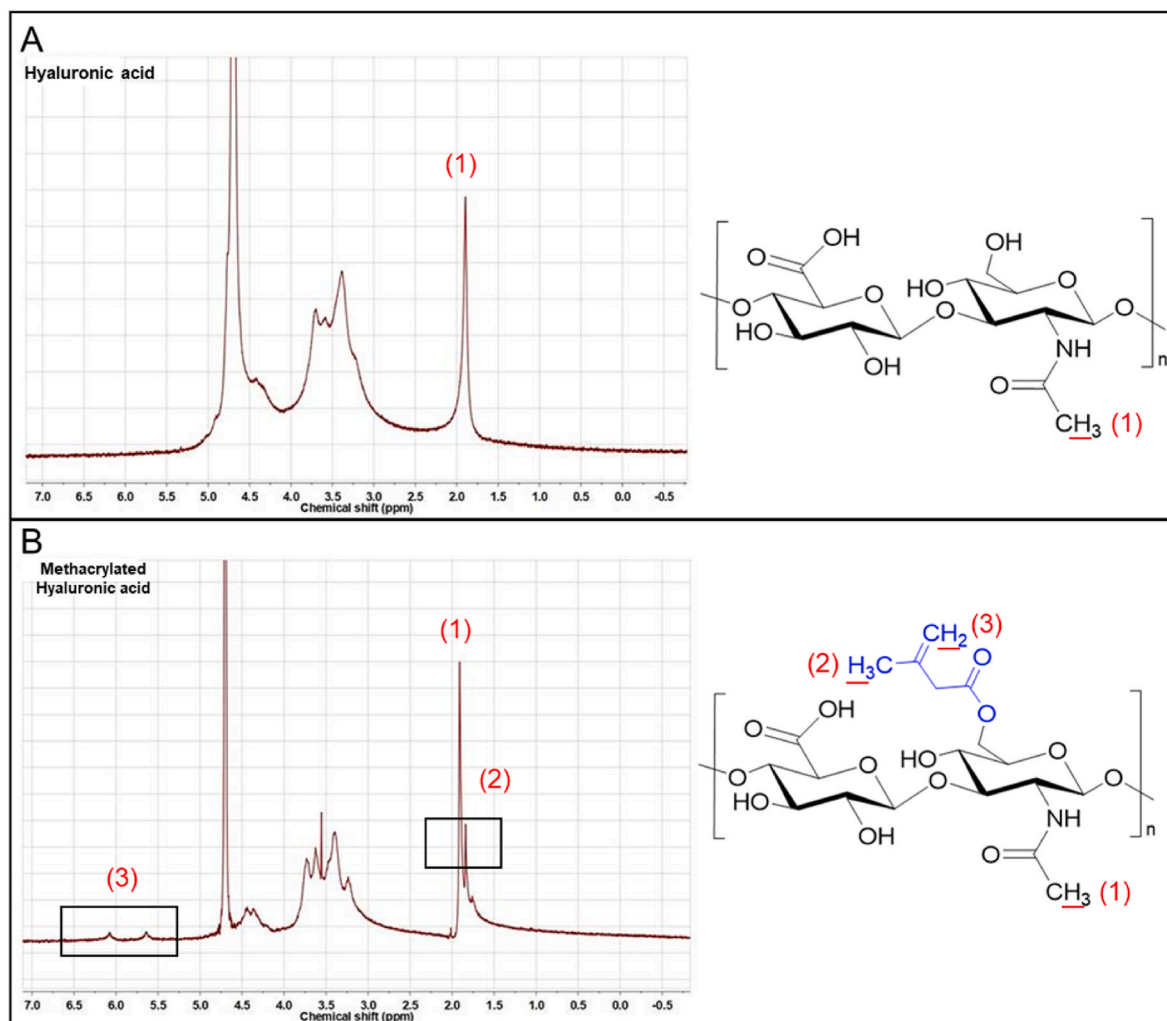 A
Hyaluronic acid
(1)
7.0 6.5 6.0 5.5 5.0 4.5 4.0 3.5 3.0 2.5 2.0 1.5 1.0 0.5 0.0 -0.5
Chemical shift (ppm)
O
OH
OH
O
HO
O
O
HO
O
O
O
HO
OH
NH
n
O
CH3 (1)
B
Methacrylated
Hyaluronic acid
(1)
(2)
(3)
7.0 6.5 6.0 5.5 5.0 4.5 4.0 3.5 3.0 2.5 2.0 1.5 1.0 0.5 0.0 -0.5
Chemical shift (ppm)
CH2 (3)
(2) H3C
O
O
OH
O
O
HO
O
O
HO
O
O
O
HO
OH
NH
n
O
CH3 (1)